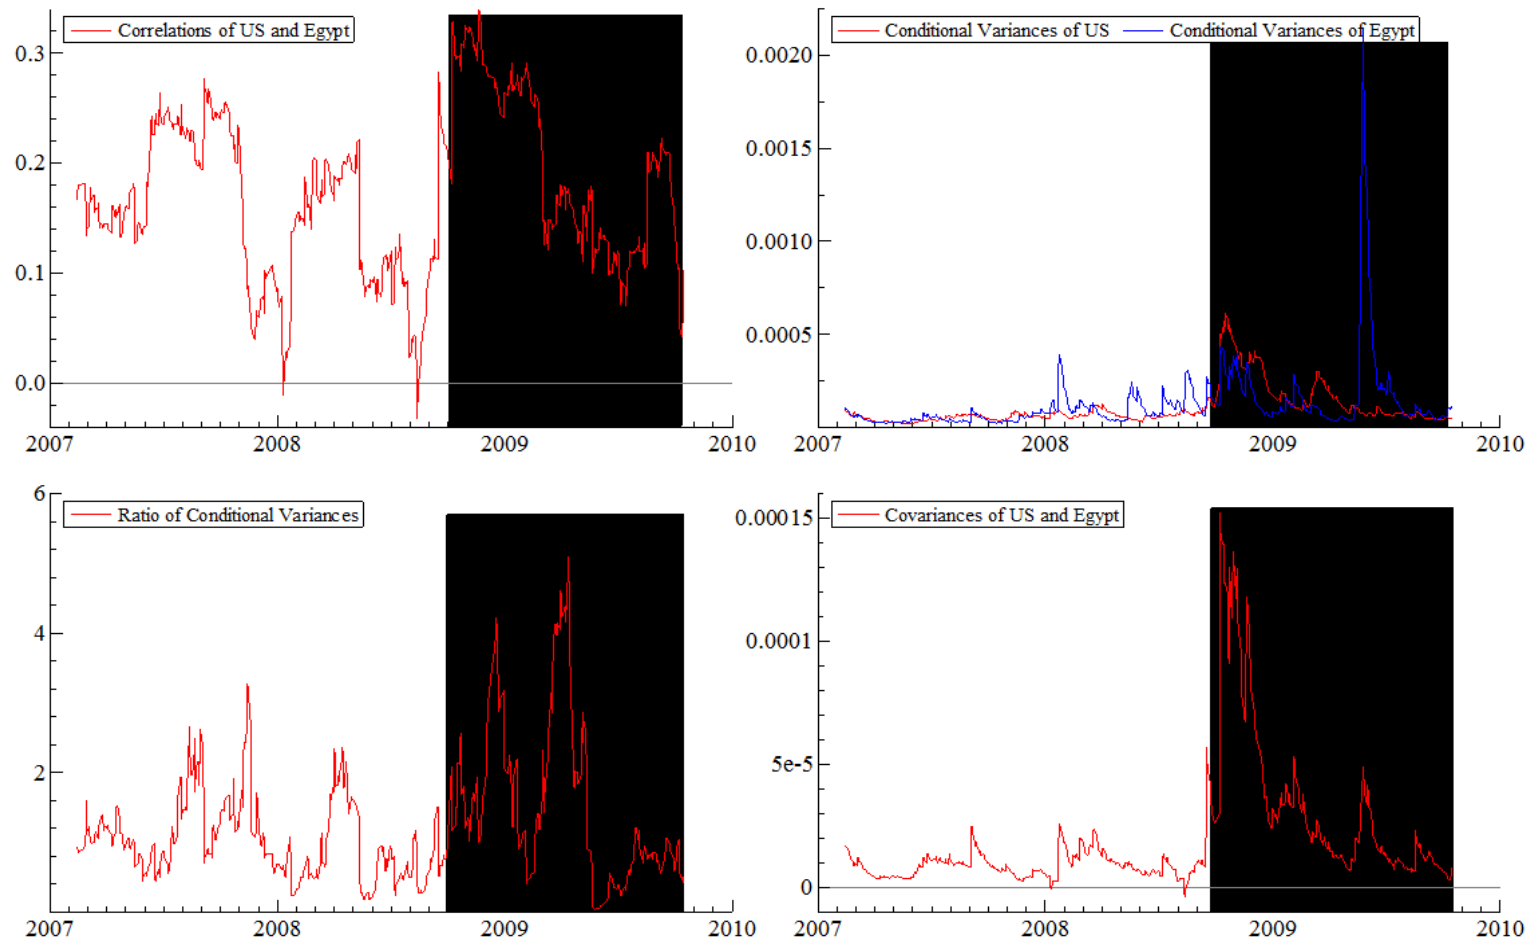 Correlations of US and Egypt
0.3
0.2
0.1
0.0
2007 2008 2009 2010
Conditional Variances of US Conditional Variances of Egypt
0.0020
0.0015
0.0010
0.0005
2007 2008 2009 2010
6
Ratio of Conditional Variances
4
2
2007 2008 2009 2010
Covariances of US and Egypt
0.00015
0.0001
5e-5
0
2007 2008 2009 2010